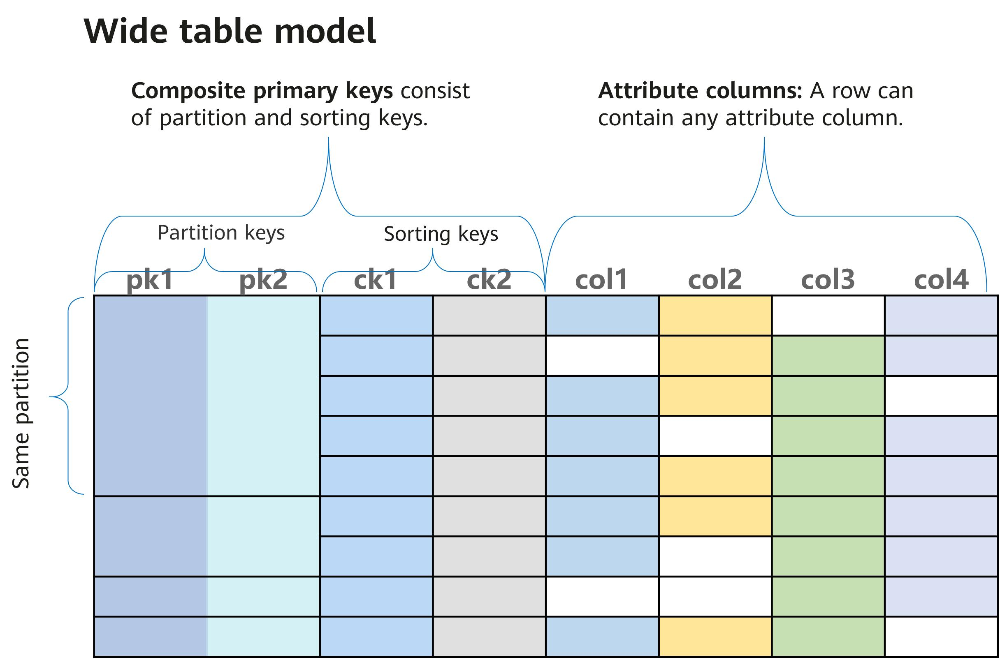 Wide table model
Composite primary keys consist
of partition and sorting keys.
Attribute columns: A row can
contain any attribute column.
Partition keys
Sorting keys
pk1 pk2 ck1 ck2 col1 col2 col3 col4
Same partition